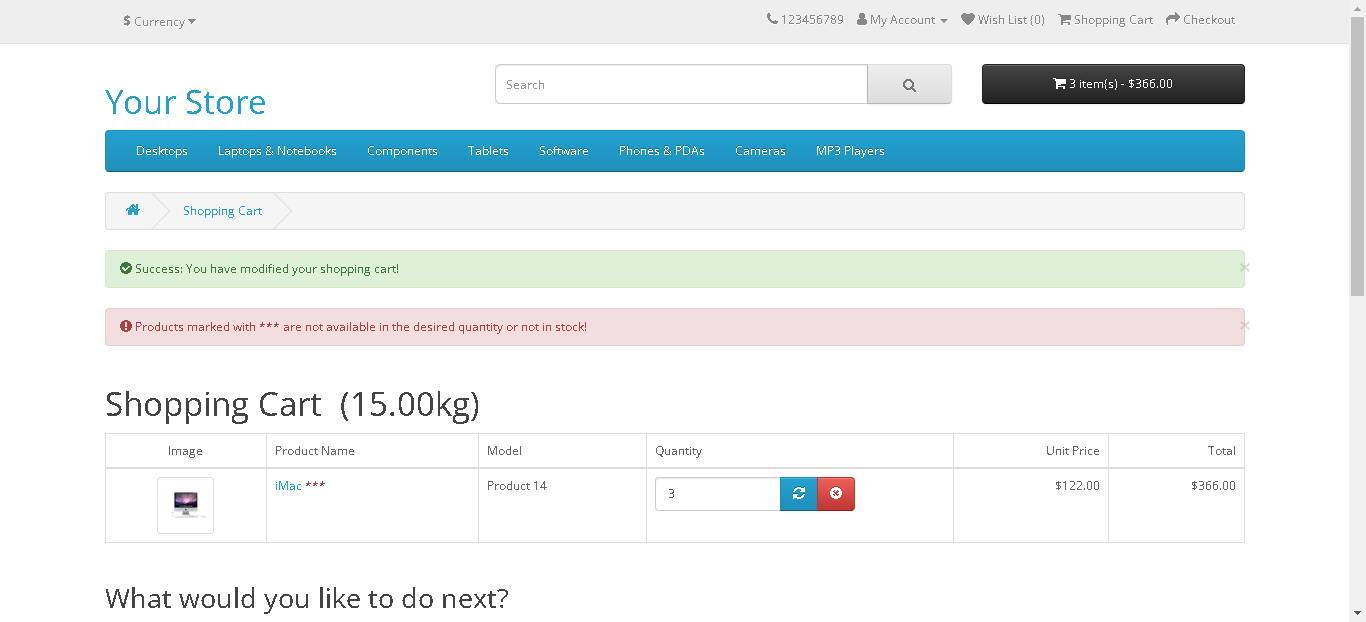 $ Currency
123456789 My Account Wish List (0) Shopping Cart Checkout
Your Store
Search
3 item(s) - $366.00
Desktops Laptops & Notebooks Components Tablets Software Phones & PDAs Cameras MP3 Players
Shopping Cart
Success: You have modified your shopping cart!
×
Products marked with *** are not available in the desired quantity or not in stock!
×
Shopping Cart (15.00kg)
Image Product Name Model Quantity Unit Price Total
iMac *** Product 14 3 $122.00 $366.00
What would you like to do next?